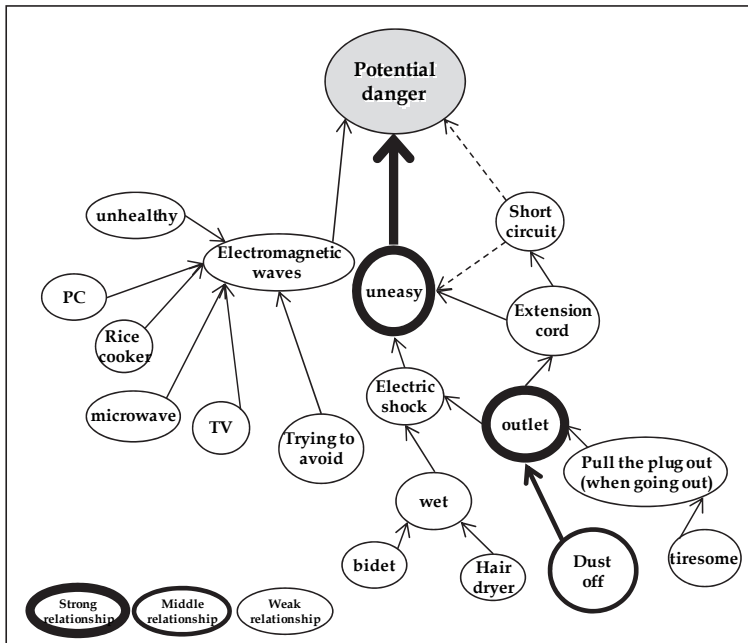 Potential
danger
unhealthy
Short
circuit
Electromagnetic
waves
PC
uneasy
Extension
cord
Rice
cooker
Electric
shock
microwave
TV
outlet
Trying to
avoid
Pull the plug out
(when going out)
wet
bidet
Hair
dryer
Dust
off
tiresome
Strong
relationship
Middle
relationship
Weak
relationship